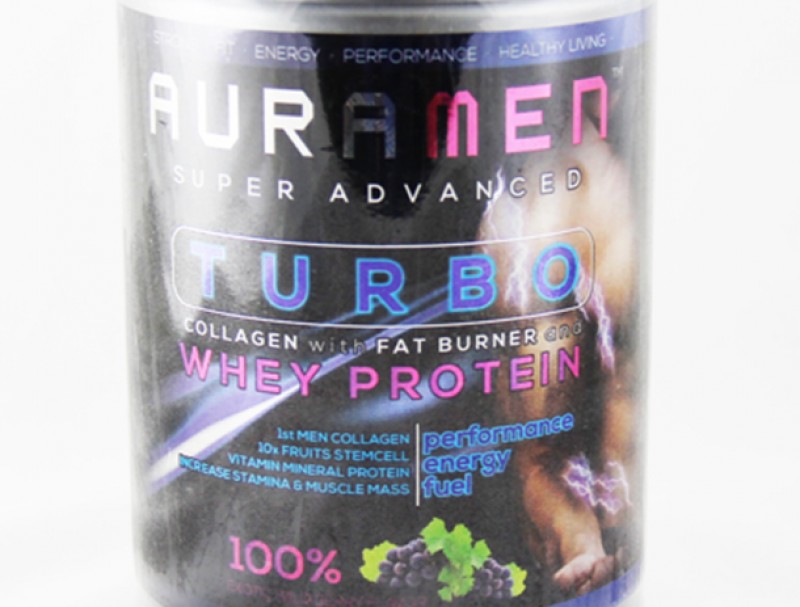 ENERGY · PERFORMANCE · HEALTHY LIVING ·
AURAMEN™
SUPER ADVANCED
TURBO
COLLAGEN with FAT BURNER and
WHEY PROTEIN
1st MEN COLLAGEN
10x FRUITS STEMCELL
VITAMIN MINERAL PROTEIN
INCREASE STAMINA & MUSCLE MASS
performance
energy
fuel
100%